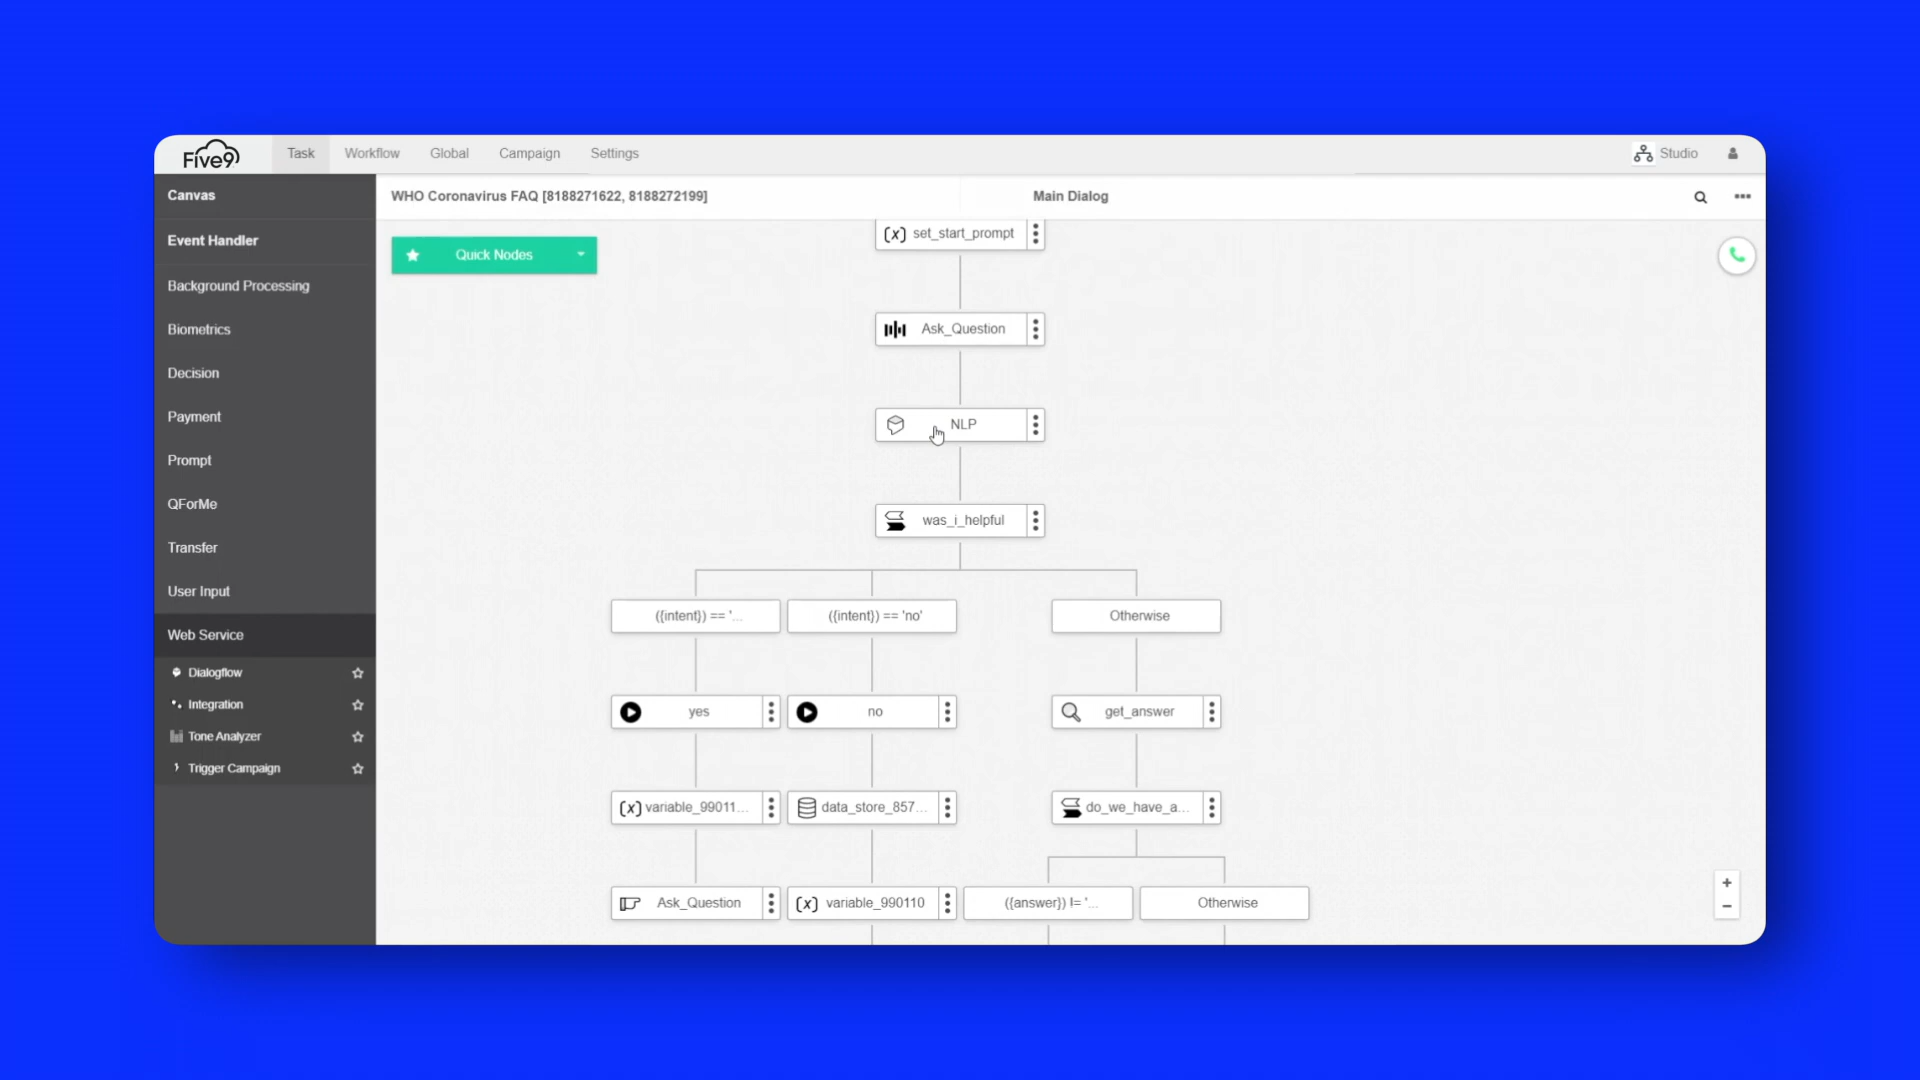 Five9
Task
Workflow
Global
Campaign
Settings
Studio
Canvas
Event Handler
Background Processing
Biometrics
Decision
Payment
Prompt
QForMe
Transfer
User Input
Web Service
Dialogflow
Integration
Tone Analyzer
Trigger Campaign
WHO Coronavirus FAQ [8188271622, 8188272199]
Main Dialog
Quick Nodes
(x) set_start_prompt
Ask_Question
NLP
was_i_helpful
({intent}) == '...
({intent}) == 'no'
Otherwise
yes
no
get_answer
(x) variable_99011...
data_store_857...
do_we_have_a...
Ask_Question
(x) variable_990110
({answer}) != '...
Otherwise
+
−